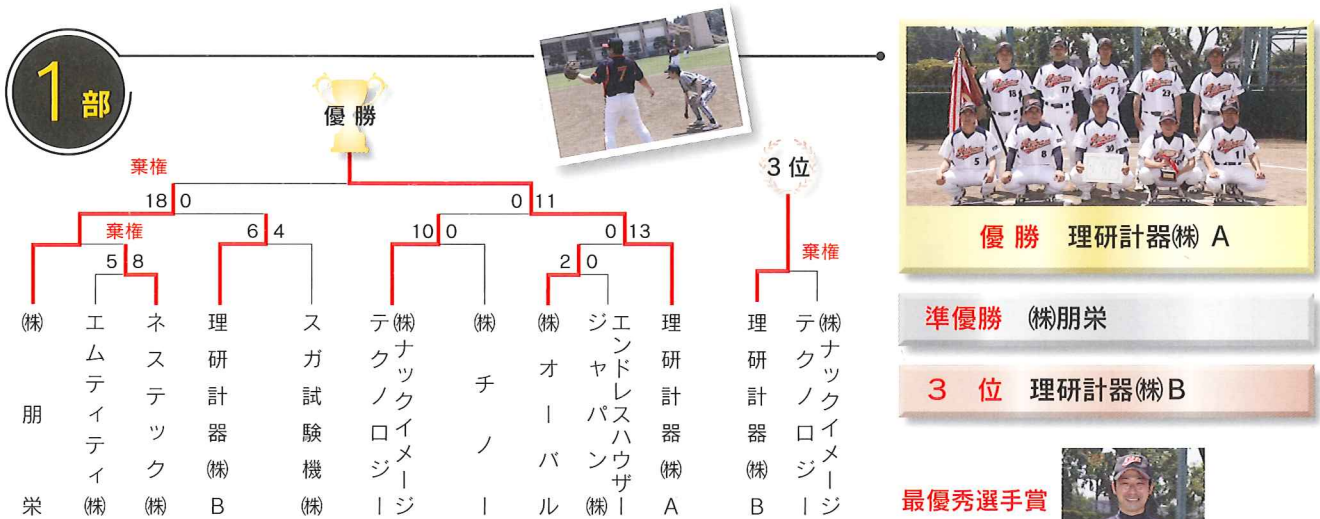 1部
優勝
3位
棄権
18 0
0 11
棄権
6 4
10 0
0 13
棄権
5 8
2 0
㈱朋栄
エムティティ㈱
ネステック㈱
理研計器㈱B
スガ試験機㈱
㈱ナックイメージテクノロジー
㈱チノー
㈱オーバル
エンドレスハウザージャパン㈱
理研計器㈱A
理研計器㈱B
㈱ナックイメージテクノロジー
優勝 理研計器㈱ A
準優勝 ㈱朋栄
3位 理研計器㈱B
最優秀選手賞